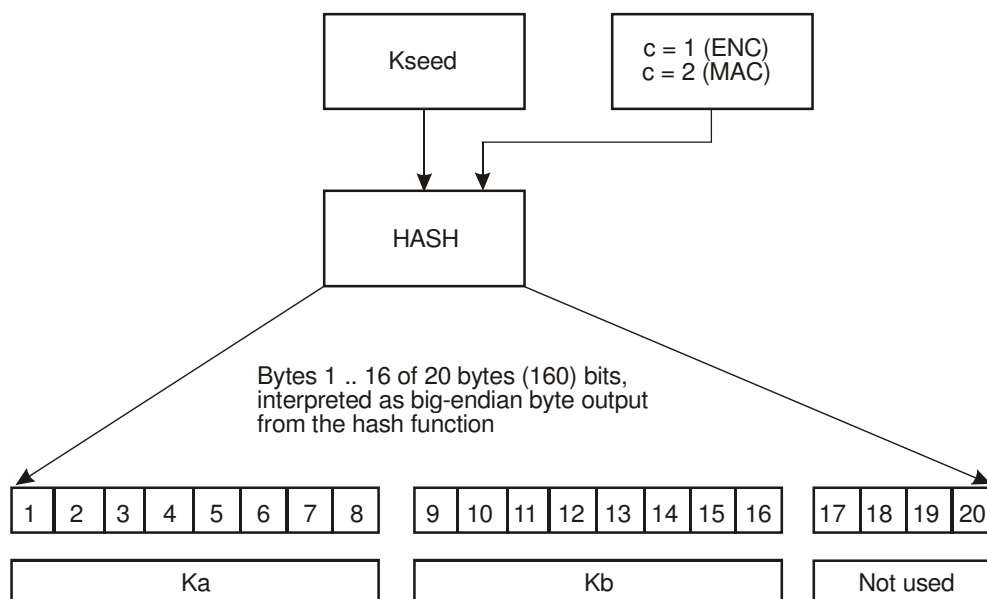 Kseed
c = 1 (ENC)
c = 2 (MAC)
HASH
Bytes 1 .. 16 of 20 bytes (160) bits,
interpreted as big-endian byte output
from the hash function
1 2 3 4 5 6 7 8 9 10 11 12 13 14 15 16 17 18 19 20
Ka Kb Not used